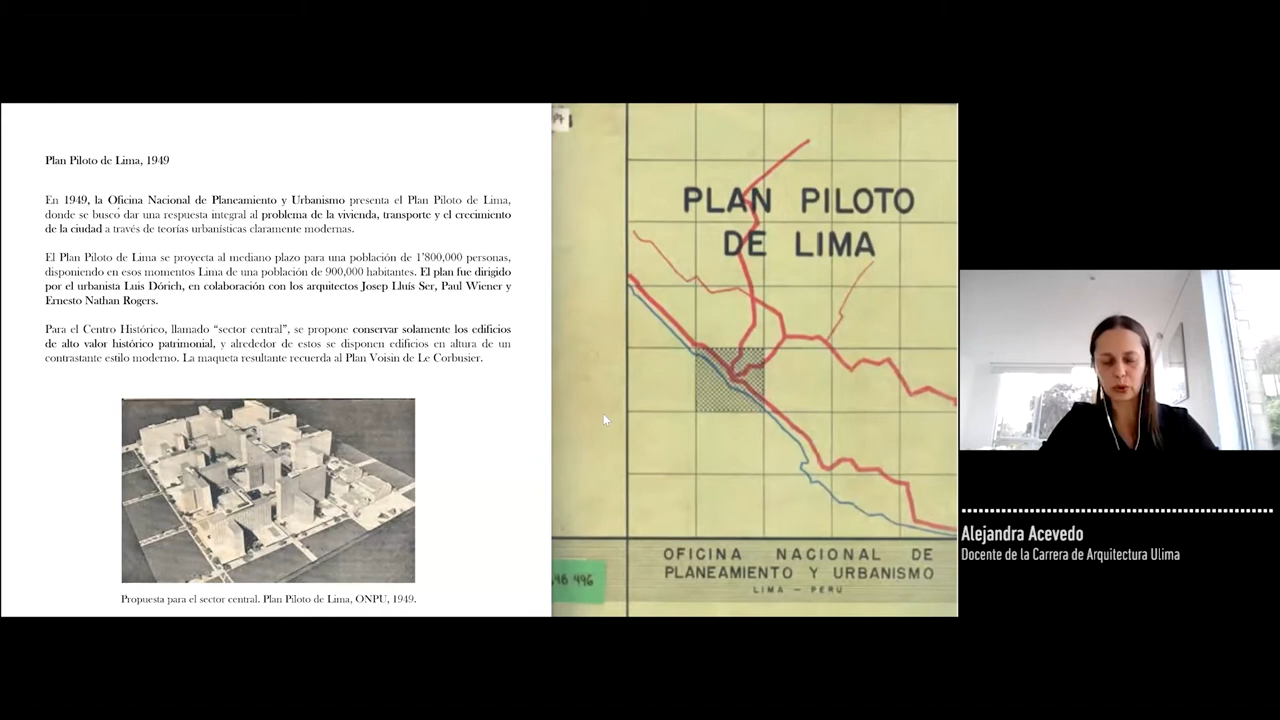 Plan Piloto de Lima, 1949
En 1949, la Oficina Nacional de Planeamiento y Urbanismo presenta el Plan Piloto de Lima,
donde se buscó dar una respuesta integral al problema de la vivienda, transporte y el crecimiento
de la ciudad a través de teorías urbanísticas claramente modernas.
El Plan Piloto de Lima se proyecta al mediano plazo para una población de 1'800,000 personas,
disponiendo en esos momentos Lima de una población de 900,000 habitantes. El plan fue dirigido
por el urbanista Luis Dórich, en colaboración con los arquitectos Josep Lluís Ser, Paul Wiener y
Ernesto Nathan Rogers.
Para el Centro Histórico, llamado “sector central”, se propone conservar solamente los edificios
de alto valor histórico patrimonial, y alrededor de estos se disponen edificios en altura de un
contrastante estilo moderno. La maqueta resultante recuerda al Plan Voisin de Le Corbusier.
Propuesta para el sector central. Plan Piloto de Lima, ONPU, 1949.
PLAN PILOTO
DE LIMA
OFICINA NACIONAL DE
PLANEAMIENTO Y URBANISMO
LIMA – PERU
496
Alejandra Acevedo
Docente de la Carrera de Arquitectura Ulima